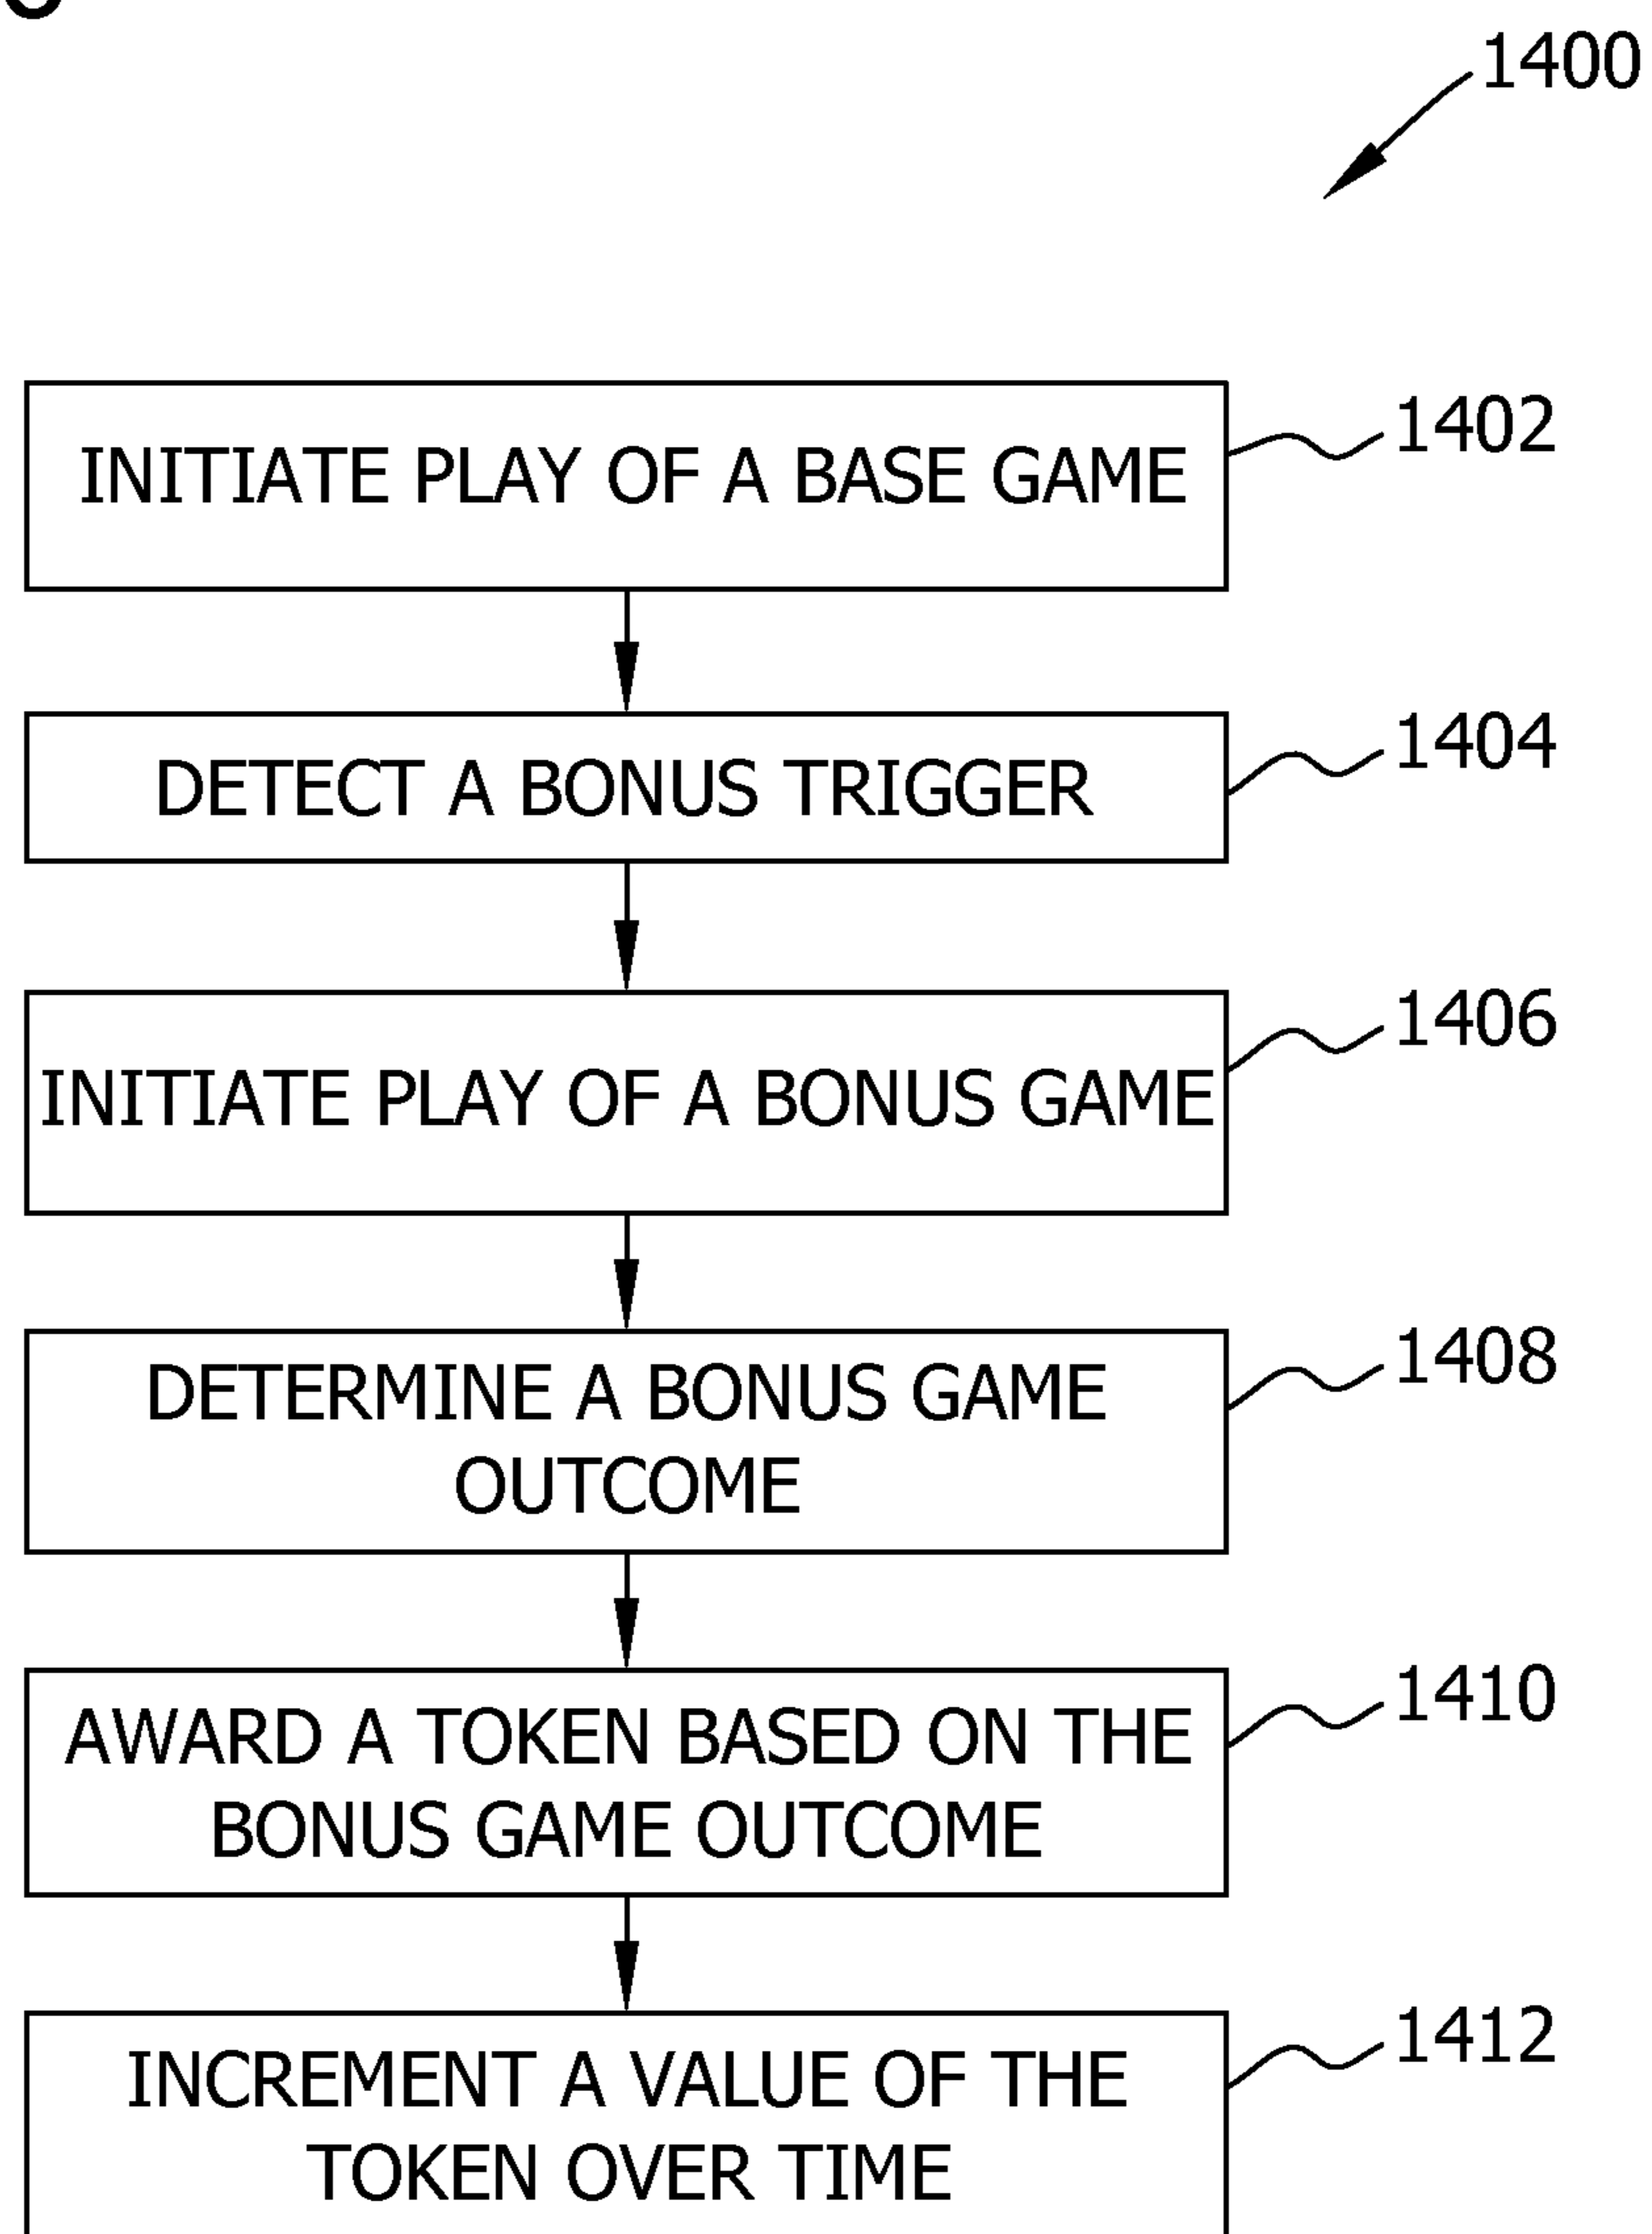 1400
INITIATE PLAY OF A BASE GAME
1402
DETECT A BONUS TRIGGER
1404
INITIATE PLAY OF A BONUS GAME
1406
DETERMINE A BONUS GAME
OUTCOME
1408
AWARD A TOKEN BASED ON THE
BONUS GAME OUTCOME
1410
INCREMENT A VALUE OF THE
TOKEN OVER TIME
1412